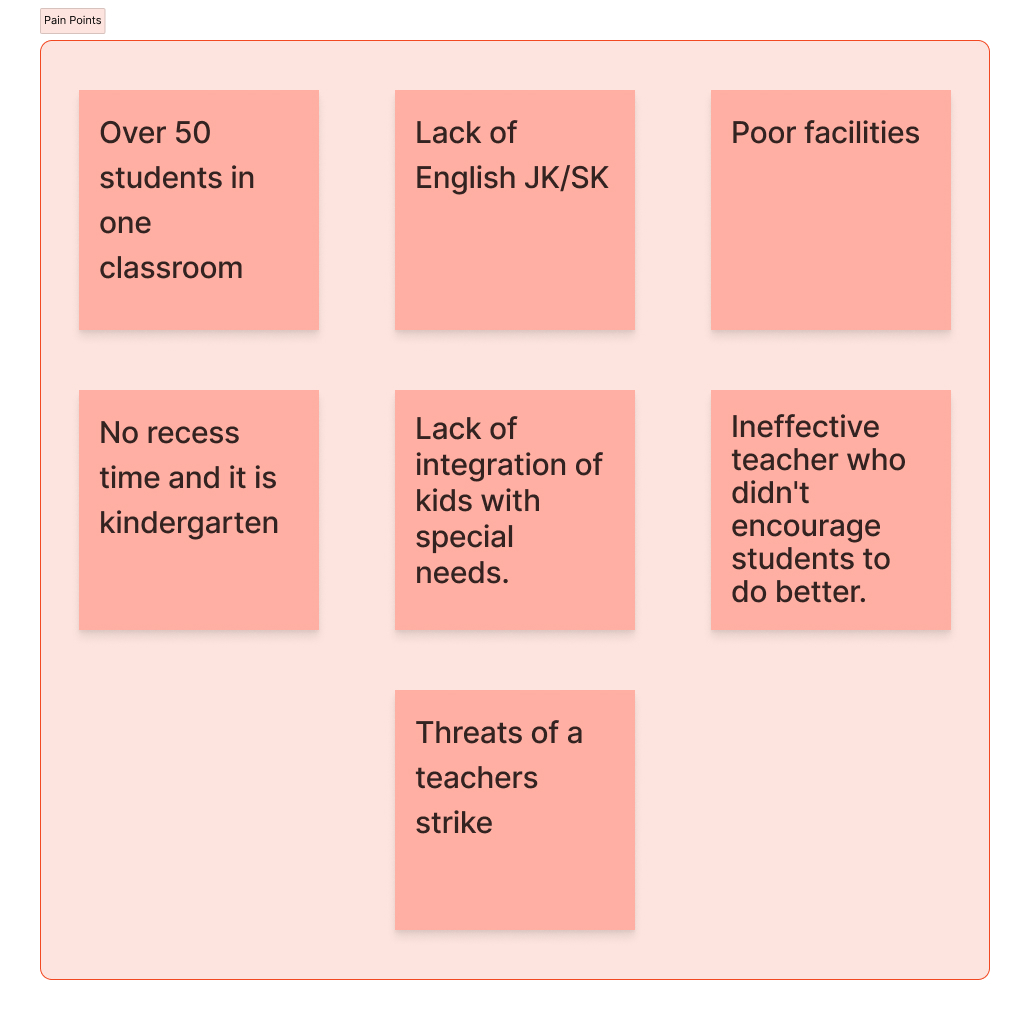 Pain Points
Over 50
students in
one
classroom
Lack of
English JK/SK
Poor facilities
No recess
time and it is
kindergarten
Lack of
integration of
kids with
special
needs.
Ineffective
teacher who
didn't
encourage
students to
do better.
Threats of a
teachers
strike